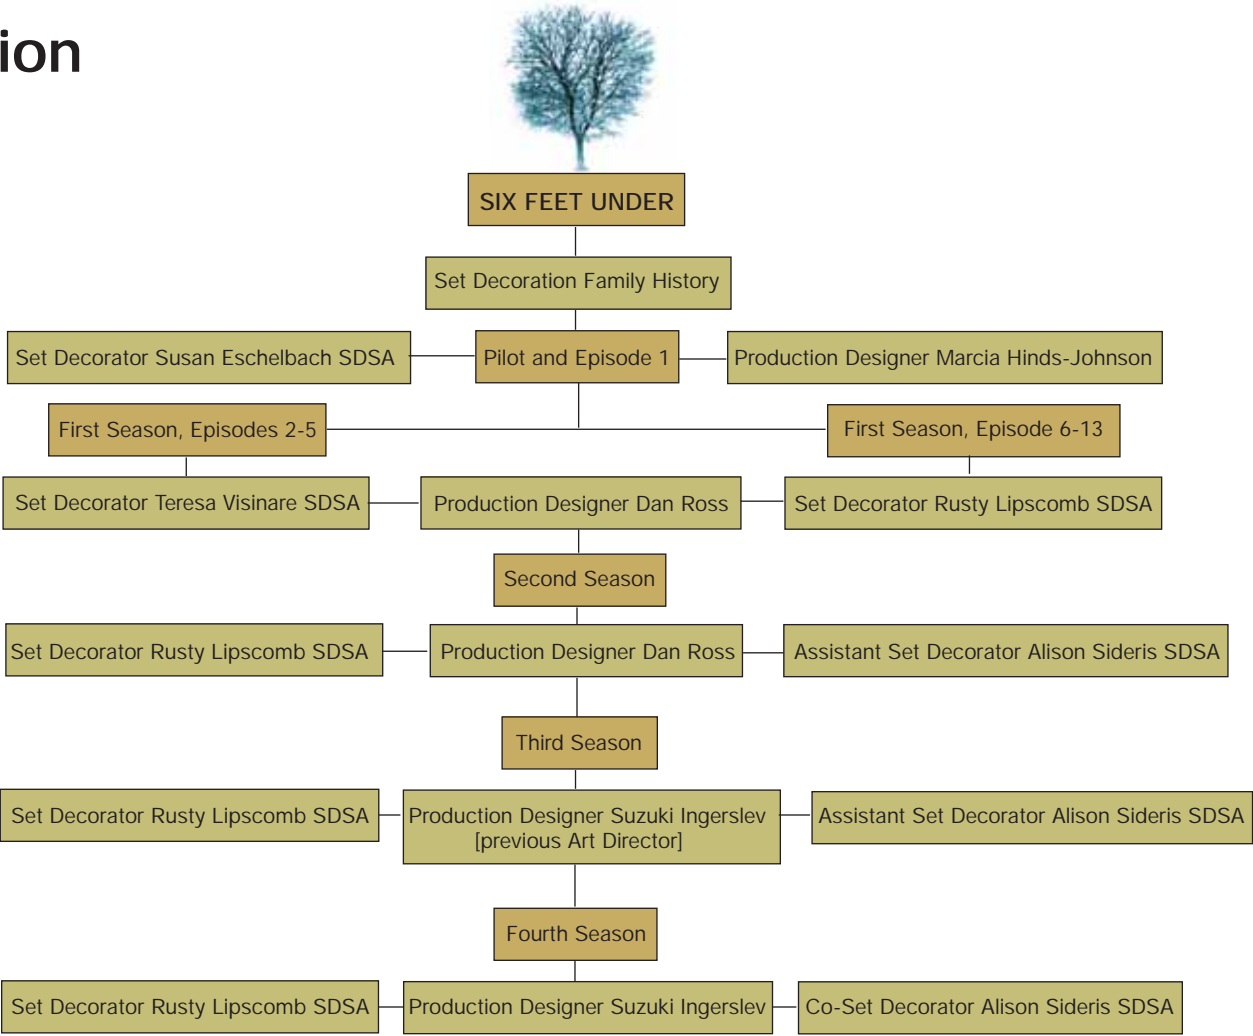 ion
SIX FEET UNDER
Set Decoration Family History
Set Decorator Susan Eschelbach SDSA
Pilot and Episode 1
Production Designer Marcia Hinds-Johnson
First Season, Episodes 2-5
First Season, Episode 6-13
Set Decorator Teresa Visinare SDSA
Production Designer Dan Ross
Set Decorator Rusty Lipscomb SDSA
Second Season
Set Decorator Rusty Lipscomb SDSA
Production Designer Dan Ross
Assistant Set Decorator Alison Sideris SDSA
Third Season
Set Decorator Rusty Lipscomb SDSA
Production Designer Suzuki Ingerslev
[previous Art Director]
Assistant Set Decorator Alison Sideris SDSA
Fourth Season
Set Decorator Rusty Lipscomb SDSA
Production Designer Suzuki Ingerslev
Co-Set Decorator Alison Sideris SDSA